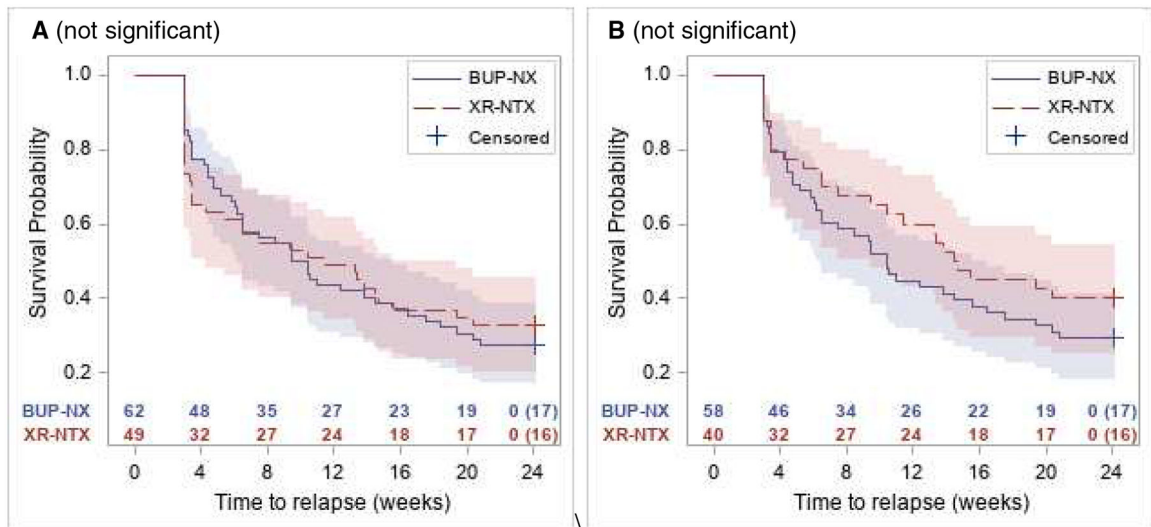 A (not significant)
BUP-NX
XR-NTX
Censored
Survival Probability
1.0
0.8
0.6
0.4
0.2
BUP-NX 62 48 35 27 23 19 0 (17)
XR-NTX 49 32 27 24 18 17 0 (16)
0 4 8 12 16 20 24
Time to relapse (weeks)
\
B (not significant)
BUP-NX
XR-NTX
Censored
Survival Probability
1.0
0.8
0.6
0.4
0.2
BUP-NX 58 46 34 26 22 19 0 (17)
XR-NTX 40 32 27 24 18 17 0 (16)
0 4 8 12 16 20 24
Time to relapse (weeks)